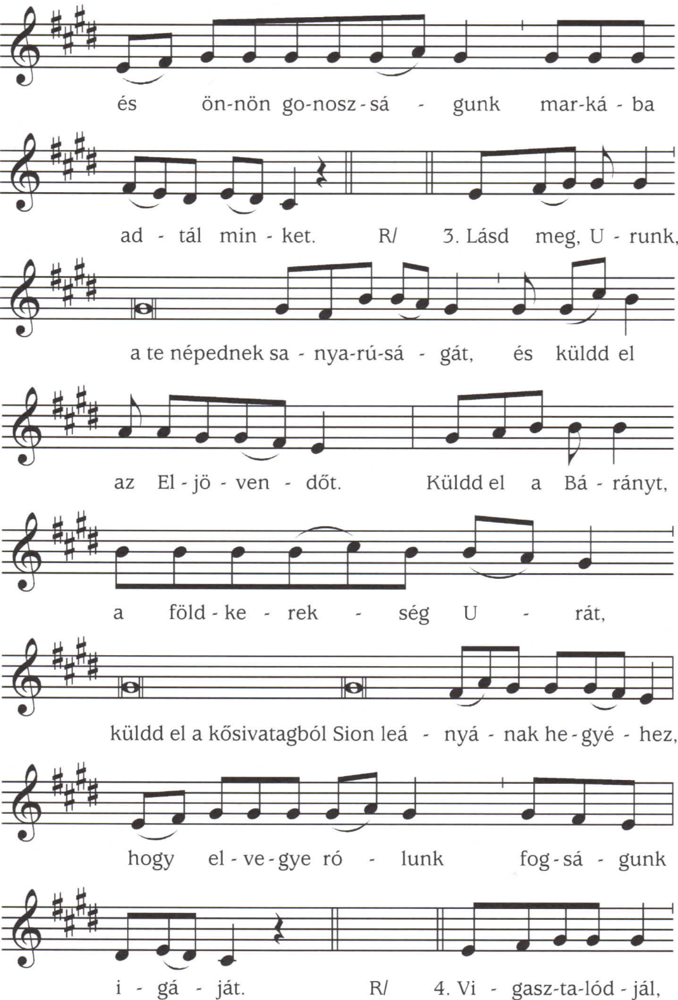 és ön-nön go-nosz-sá - gunk mar-ká - ba
ad - tál min - ket. R/ 3. Lásd meg, U - runk,
a te népednek sa - nya-rú-sá - gát, és küldd el
az El - jö - ven - dőt. Küldd el a Bá - rányt,
a föld - ke - rek - ség U - rát,
küldd el a kősivatagból Sion leá - nyá - nak he - gyé - hez,
hogy el - ve - gye ró - lunk fog - sá - gunk
i - gá - ját. R/ 4. Vi - gasz-ta-lód - jál,